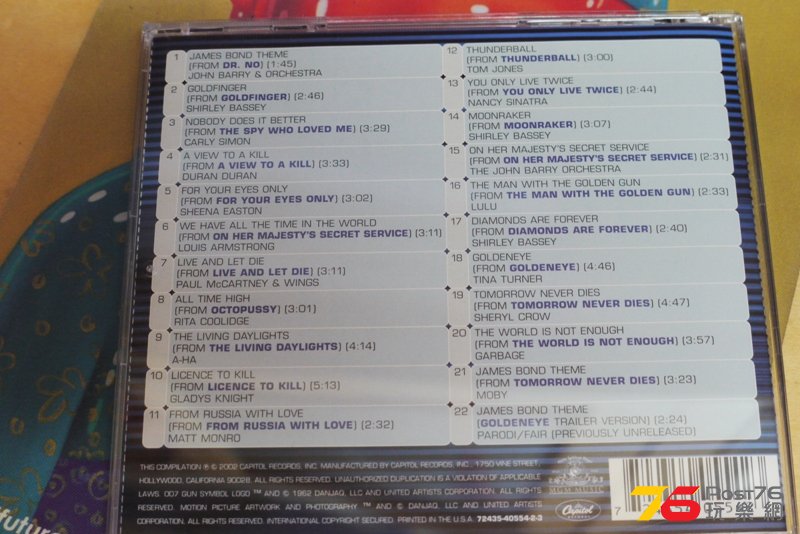 1 JAMES BOND THEME
(FROM DR. NO) (1:45)
JOHN BARRY & ORCHESTRA
2 GOLDFINGER
(FROM GOLDFINGER) (2:46)
SHIRLEY BASSEY
3 NOBODY DOES IT BETTER
(FROM THE SPY WHO LOVED ME) (3:29)
CARLY SIMON
4 A VIEW TO A KILL
(FROM A VIEW TO A KILL) (3:33)
DURAN DURAN
5 FOR YOUR EYES ONLY
(FROM FOR YOUR EYES ONLY) (3:02)
SHEENA EASTON
6 WE HAVE ALL THE TIME IN THE WORLD
(FROM ON HER MAJESTY'S SECRET SERVICE) (3:11)
LOUIS ARMSTRONG
7 LIVE AND LET DIE
(FROM LIVE AND LET DIE) (3:11)
PAUL McCARTNEY & WINGS
8 ALL TIME HIGH
(FROM OCTOPUSSY) (3:01)
RITA COOLIDGE
9 THE LIVING DAYLIGHTS
(FROM THE LIVING DAYLIGHTS) (4:14)
A-HA
10 LICENCE TO KILL
(FROM LICENCE TO KILL) (5:13)
GLADYS KNIGHT
11 FROM RUSSIA WITH LOVE
(FROM FROM RUSSIA WITH LOVE) (2:32)
MATT MONRO
12 THUNDERBALL
(FROM THUNDERBALL) (3:00)
TOM JONES
13 YOU ONLY LIVE TWICE
(FROM YOU ONLY LIVE TWICE) (2:44)
NANCY SINATRA
14 MOONRAKER
(FROM MOONRAKER) (3:07)
SHIRLEY BASSEY
15 ON HER MAJESTY'S SECRET SERVICE
(FROM ON HER MAJESTY'S SECRET SERVICE) (2:31)
THE JOHN BARRY ORCHESTRA
16 THE MAN WITH THE GOLDEN GUN
(FROM THE MAN WITH THE GOLDEN GUN) (2:33)
LULU
17 DIAMONDS ARE FOREVER
(FROM DIAMONDS ARE FOREVER) (2:40)
SHIRLEY BASSEY
18 GOLDENEYE
(FROM GOLDENEYE) (4:46)
TINA TURNER
19 TOMORROW NEVER DIES
(FROM TOMORROW NEVER DIES) (4:47)
SHERYL CROW
20 THE WORLD IS NOT ENOUGH
(FROM THE WORLD IS NOT ENOUGH) (3:57)
GARBAGE
21 JAMES BOND THEME
(FROM TOMORROW NEVER DIES) (3:23)
MOBY
22 JAMES BOND THEME
(GOLDENEYE TRAILER VERSION) (2:24)
PARODI/FAIR (PREVIOUSLY UNRELEASED)
THIS COMPILATION ℗ © 2002 CAPITOL RECORDS, INC. MANUFACTURED BY CAPITOL RECORDS, INC., 1750 VINE STREET,
HOLLYWOOD, CALIFORNIA 90028. ALL RIGHTS RESERVED. UNAUTHORIZED DUPLICATION IS A VIOLATION OF APPLICABLE
LAWS. 007 GUN SYMBOL LOGO ™ AND © 1962 DANJAQ, LLC AND UNITED ARTISTS CORPORATION. ALL RIGHTS
RESERVED. MOTION PICTURE ARTWORK AND PHOTOGRAPHY ™ AND © DANJAQ, LLC AND UNITED ARTISTS CORPORATION.
ALL RIGHTS RESERVED. INTERNATIONAL COPYRIGHT SECURED. PRINTED IN THE U.S.A. 72435-40554-2-3
MGM MUSIC
Capitol
76 Post76
玩樂網